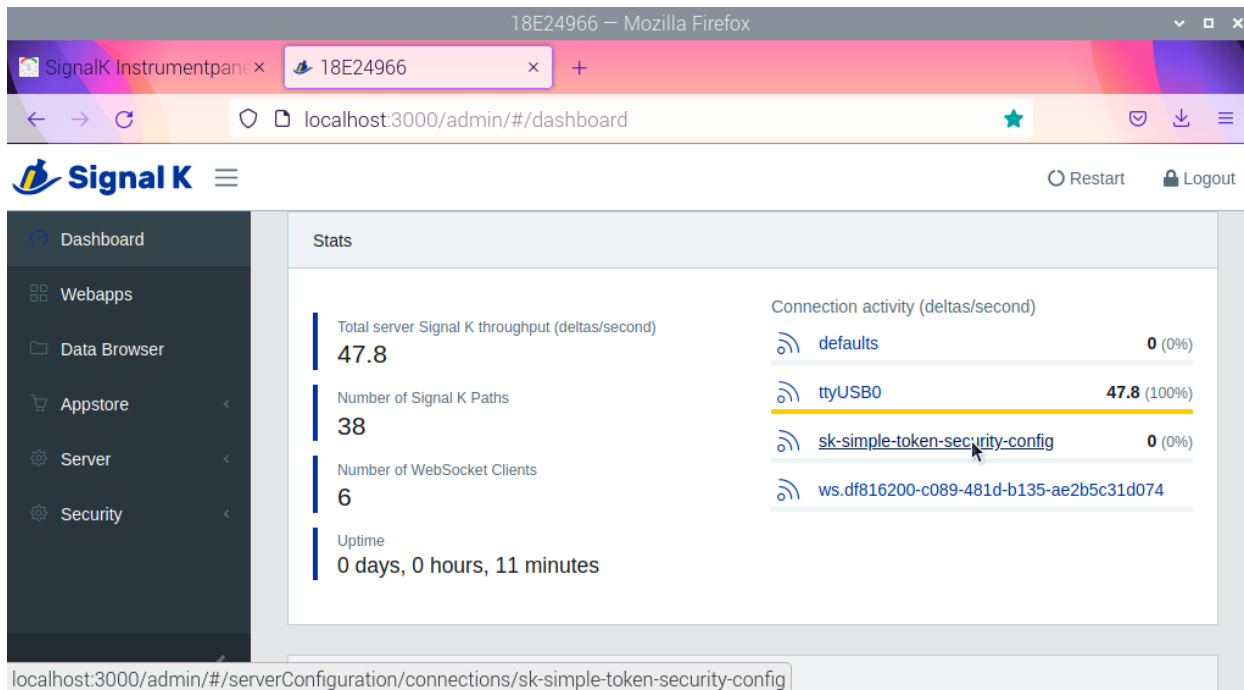 18E24966 — Mozilla Firefox
SignalK Instrumentpane
18E24966
localhost:3000/admin/#/dashboard
Signal K
Restart
Logout
Dashboard
Webapps
Data Browser
Appstore
Server
Security
Stats
Total server Signal K throughput (deltas/second)
47.8
Number of Signal K Paths
38
Number of WebSocket Clients
6
Uptime
0 days, 0 hours, 11 minutes
Connection activity (deltas/second)
defaults 0 (0%)
ttyUSB0 47.8 (100%)
sk-simple-token-security-config 0 (0%)
ws.df816200-c089-481d-b135-ae2b5c31d074
localhost:3000/admin/#/serverConfiguration/connections/sk-simple-token-security-config